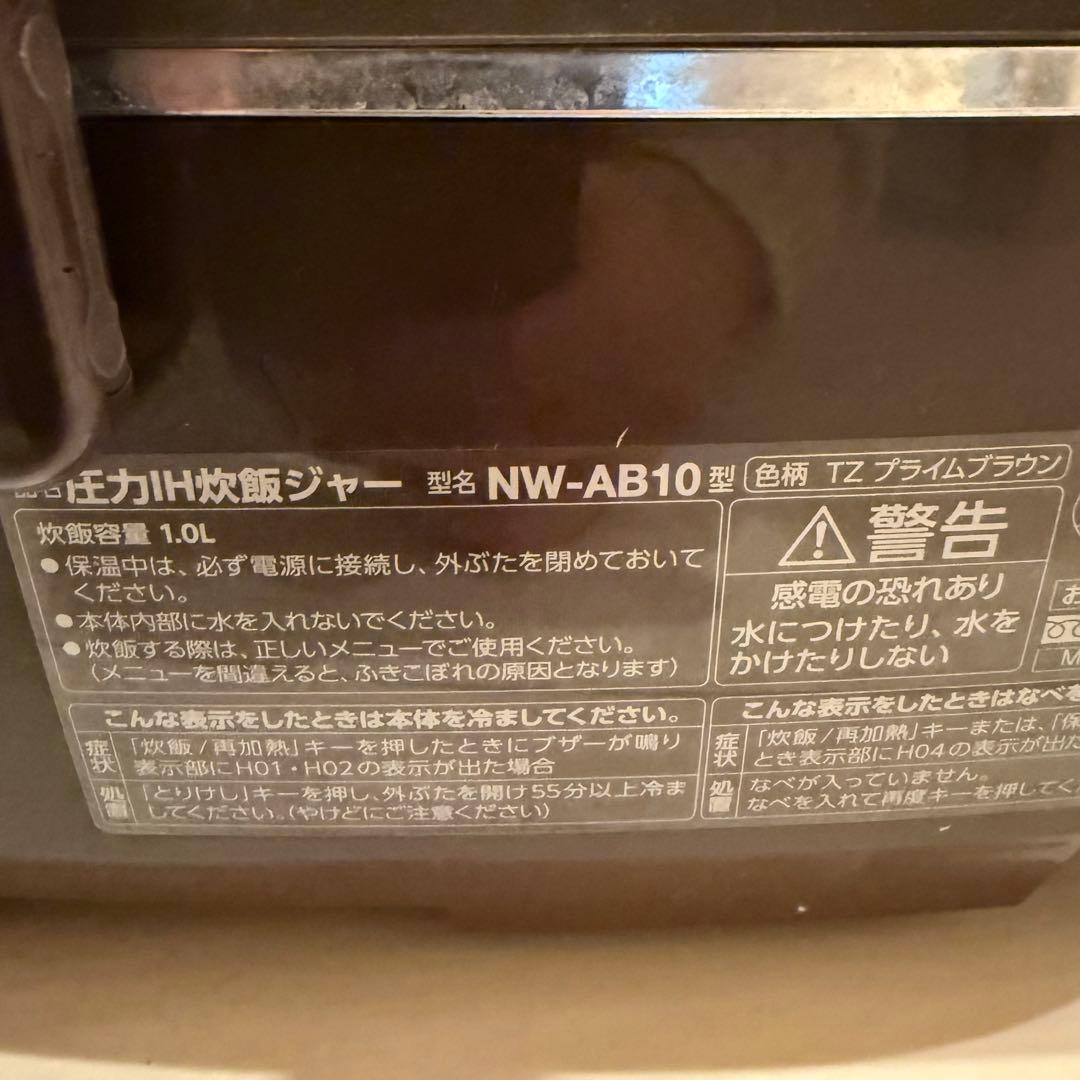 品名 圧力IH炊飯ジャー 型名 NW-AB10型 色柄 TZ プライムブラウン
炊飯容量 1.0L
●保温中は、必ず電源に接続し、外ぶたを閉めておいて
ください。
●本体内部に水を入れないでください。
●炊飯する際は、正しいメニューでご使用ください。
(メニューを間違えると、ふきこぼれの原因となります)
警告
感電の恐れあり
水につけたり、水を
かけたりしない
お
M
こんな表示をしたときは本体を冷ましてください。
症状 「炊飯/再加熱」キーを押したときにブザーが鳴り
表示部にH01・H02の表示が出た場合
処置 「とりけし」キーを押し、外ぶたを開け55分以上冷ま
してください。(やけどにご注意ください)
こんな表示をしたときはなべを
症状 「炊飯/再加熱」キーまたは、「保
とき表示部にH04の表示が出た
処置 なべが入っていません。
なべを入れて再度キーを押してく